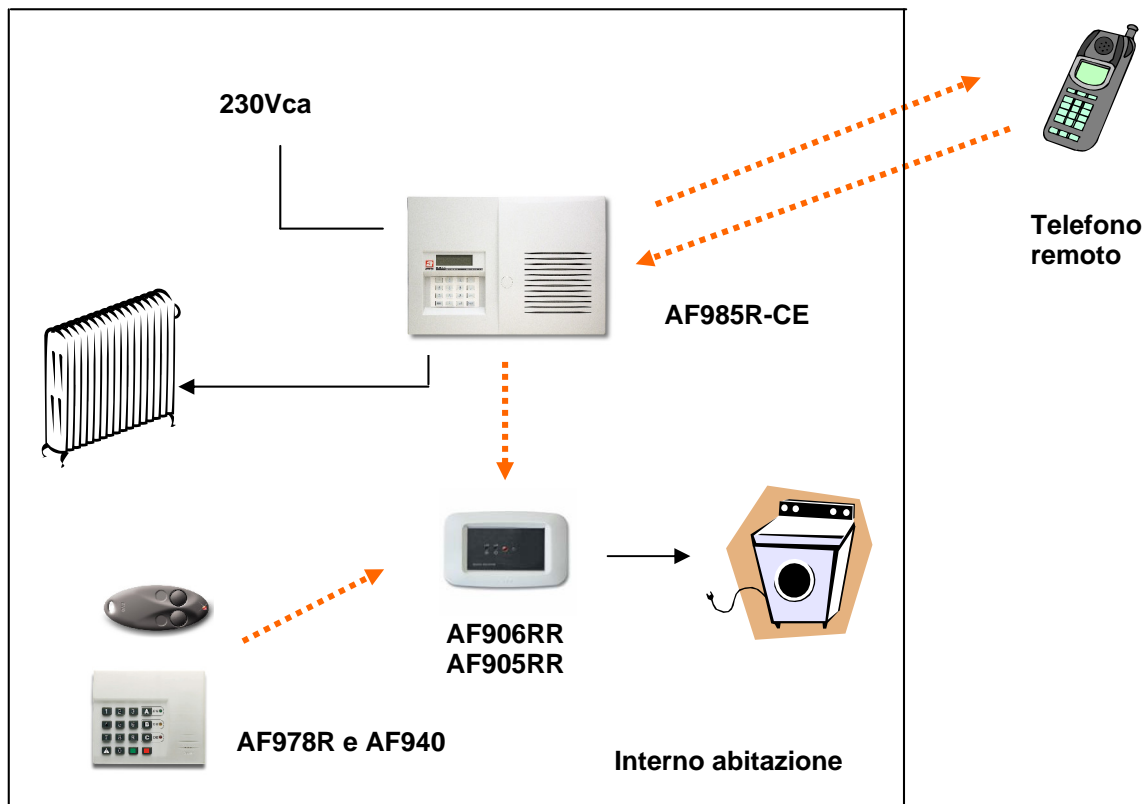 230Vca
Telefono
remoto
AF985R-CE
AF906RR
AF905RR
AF978R e AF940
Interno abitazione